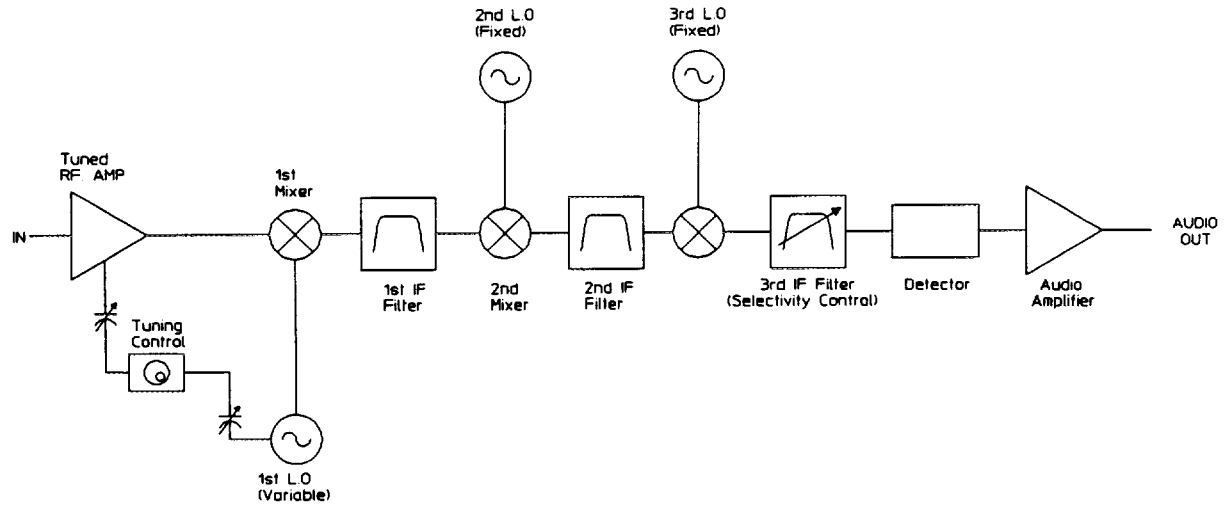 2nd L.O
(Fixed)
3rd L.O
(Fixed)
Tuned
RF. AMP
1st
Mixer
IN
AUDIO
OUT
1st IF
Filter
2nd
Mixer
2nd IF
Filter
3rd IF Filter
(Selectivity Control)
Detector
Audio
Amplifier
Tuning
Control
1st L.O
(Variable)